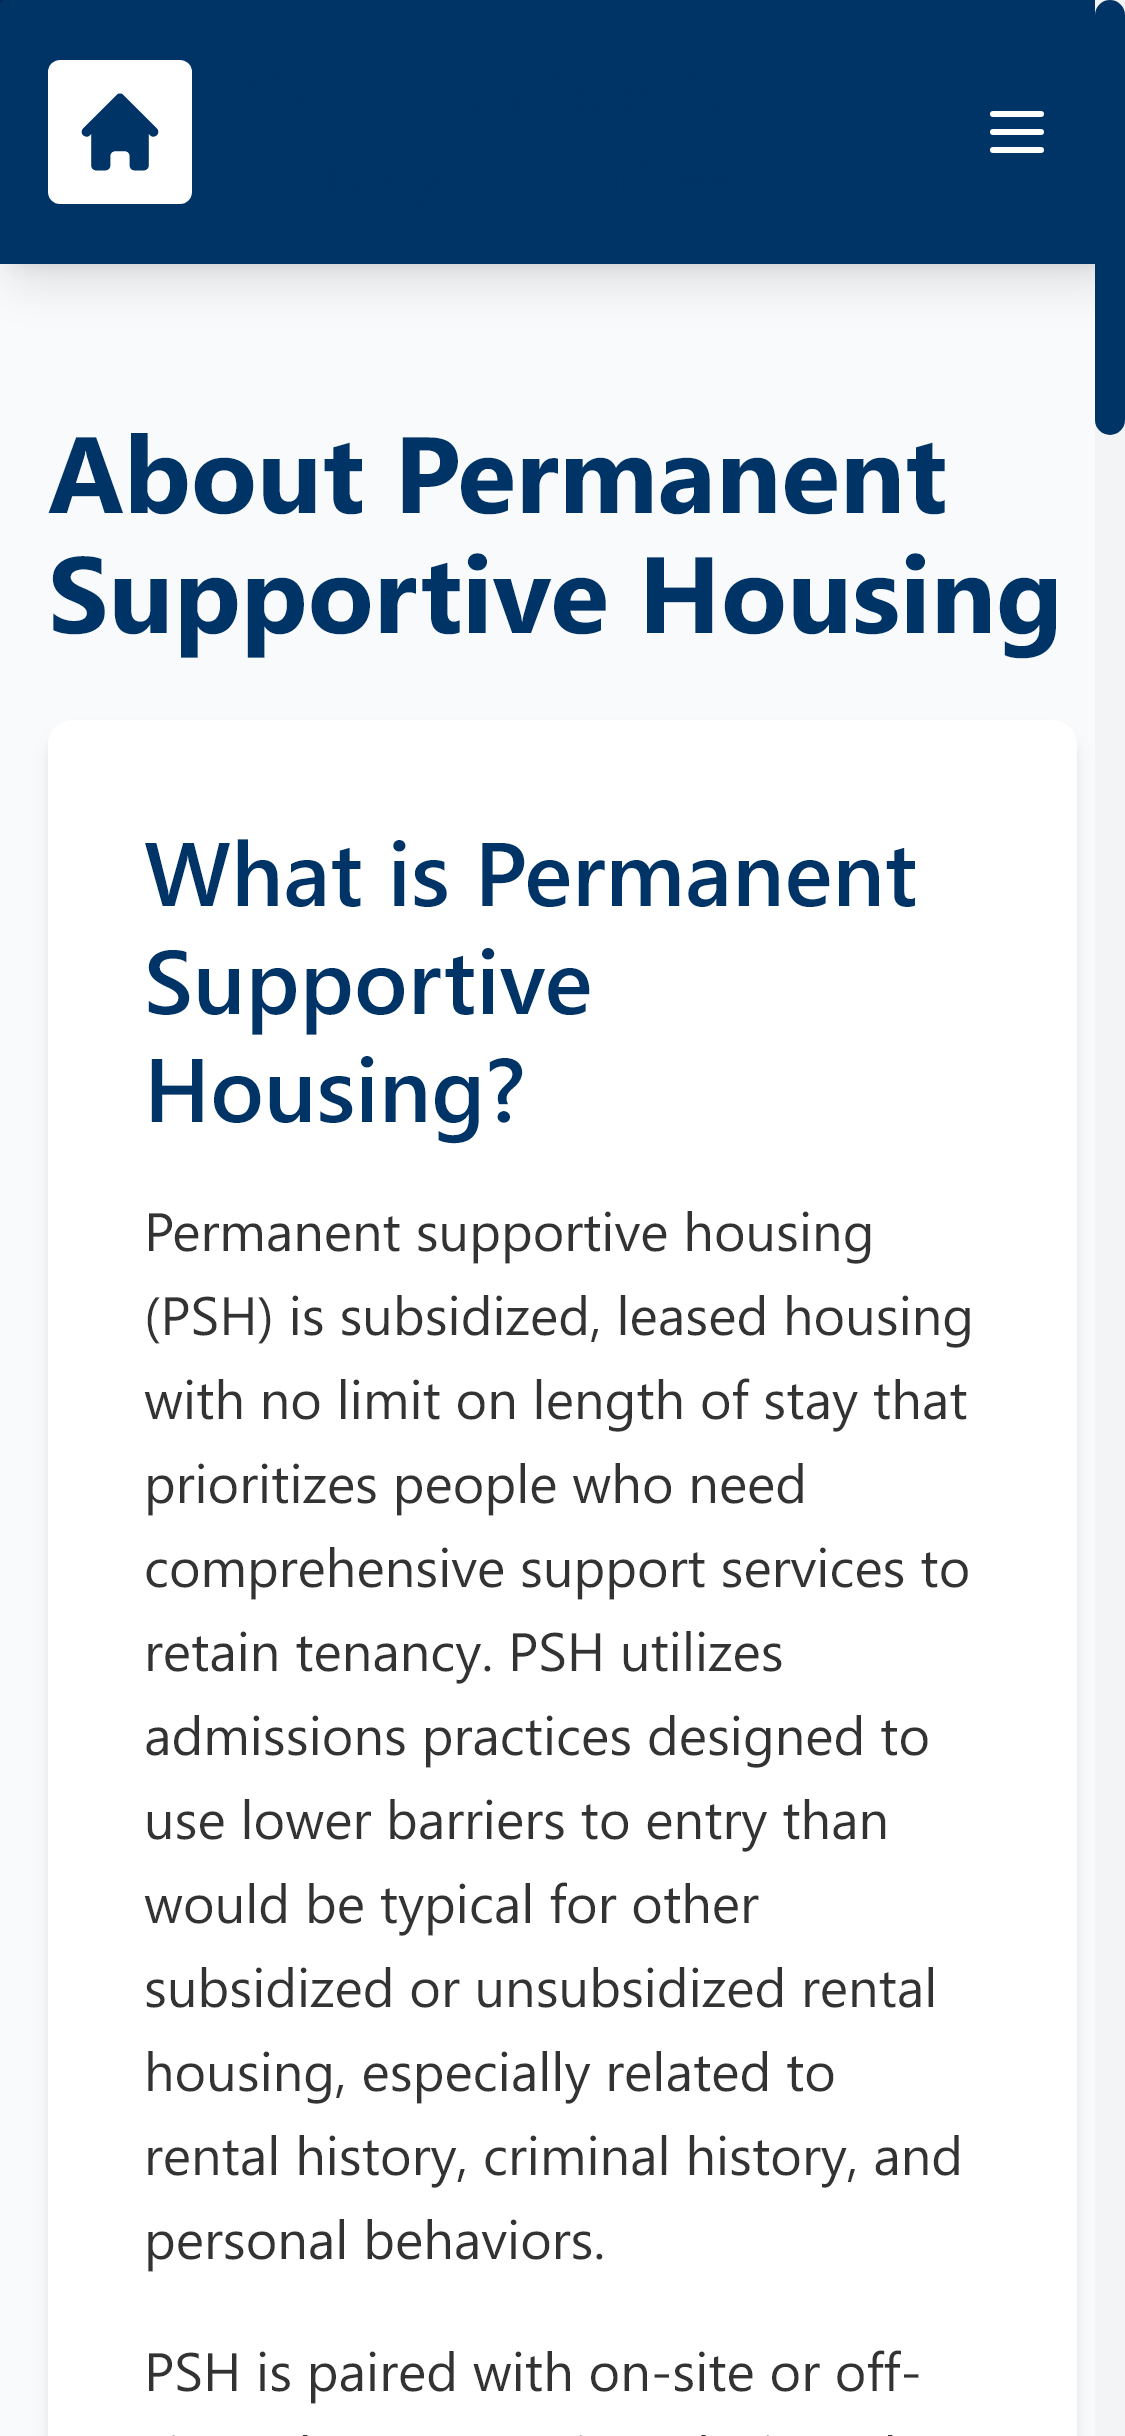 About Permanent
Supportive Housing
What is Permanent
Supportive
Housing?
Permanent supportive housing
(PSH) is subsidized, leased housing
with no limit on length of stay that
prioritizes people who need
comprehensive support services to
retain tenancy. PSH utilizes
admissions practices designed to
use lower barriers to entry than
would be typical for other
subsidized or unsubsidized rental
housing, especially related to
rental history, criminal history, and
personal behaviors.
PSH is paired with on-site or off-